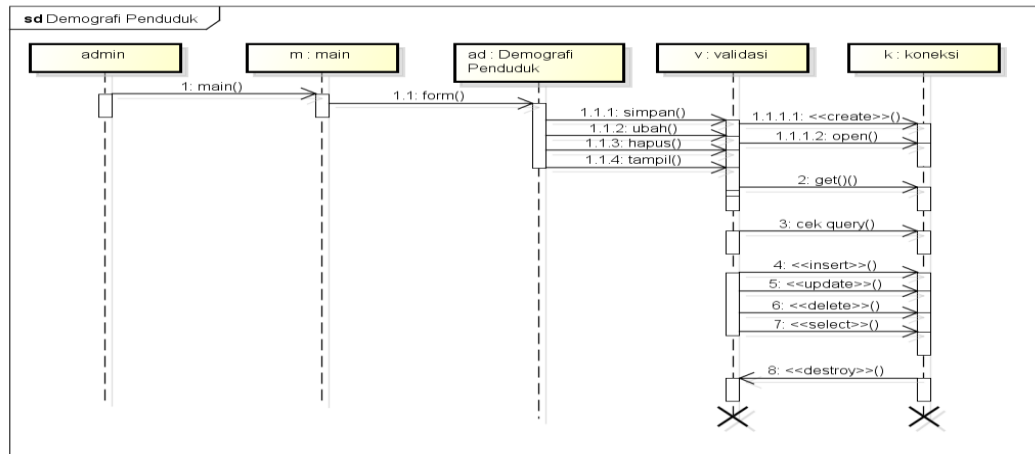 sd Demografi Penduduk
admin
m : main
ad : Demografi
Penduduk
v : validasi
k : koneksi
1: main()
1.1: form()
1.1.1: simpan()
1.1.1.1: <<create>>()
1.1.2: ubah()
1.1.1.2: open()
1.1.3: hapus()
1.1.4: tampil()
2: get()()
3: cek query()
4: <<insert>>()
5: <<update>>()
6: <<delete>>()
7: <<select>>()
8: <<destroy>>()